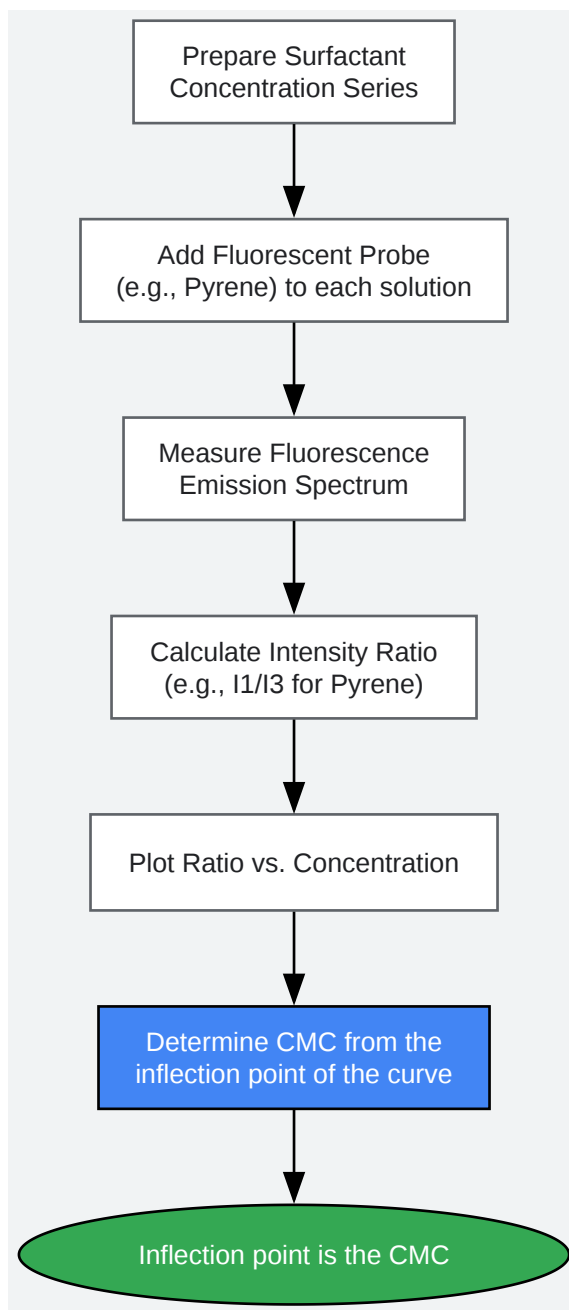 Prepare Surfactant
Concentration Series
Add Fluorescent Probe
(e.g., Pyrene) to each solution
Measure Fluorescence
Emission Spectrum
Calculate Intensity Ratio
(e.g., I1/I3 for Pyrene)
Plot Ratio vs. Concentration
Determine CMC from the
inflection point of the curve
Inflection point is the CMC